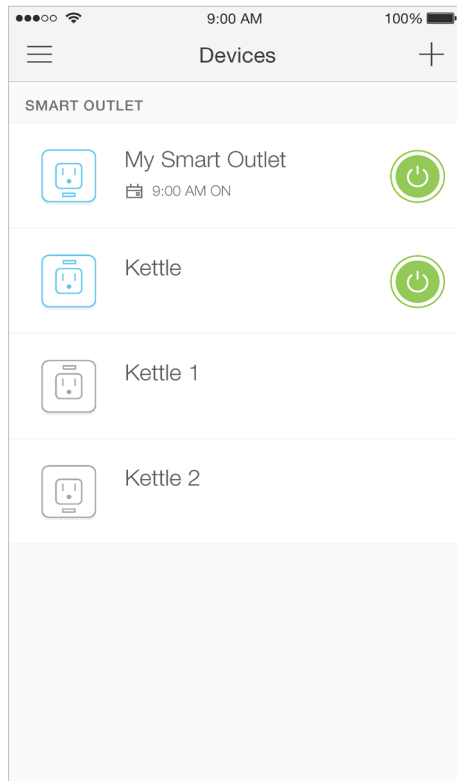 9:00 AM 100%
Devices
SMART OUTLET
My Smart Outlet
9:00 AM ON
Kettle
Kettle 1
Kettle 2